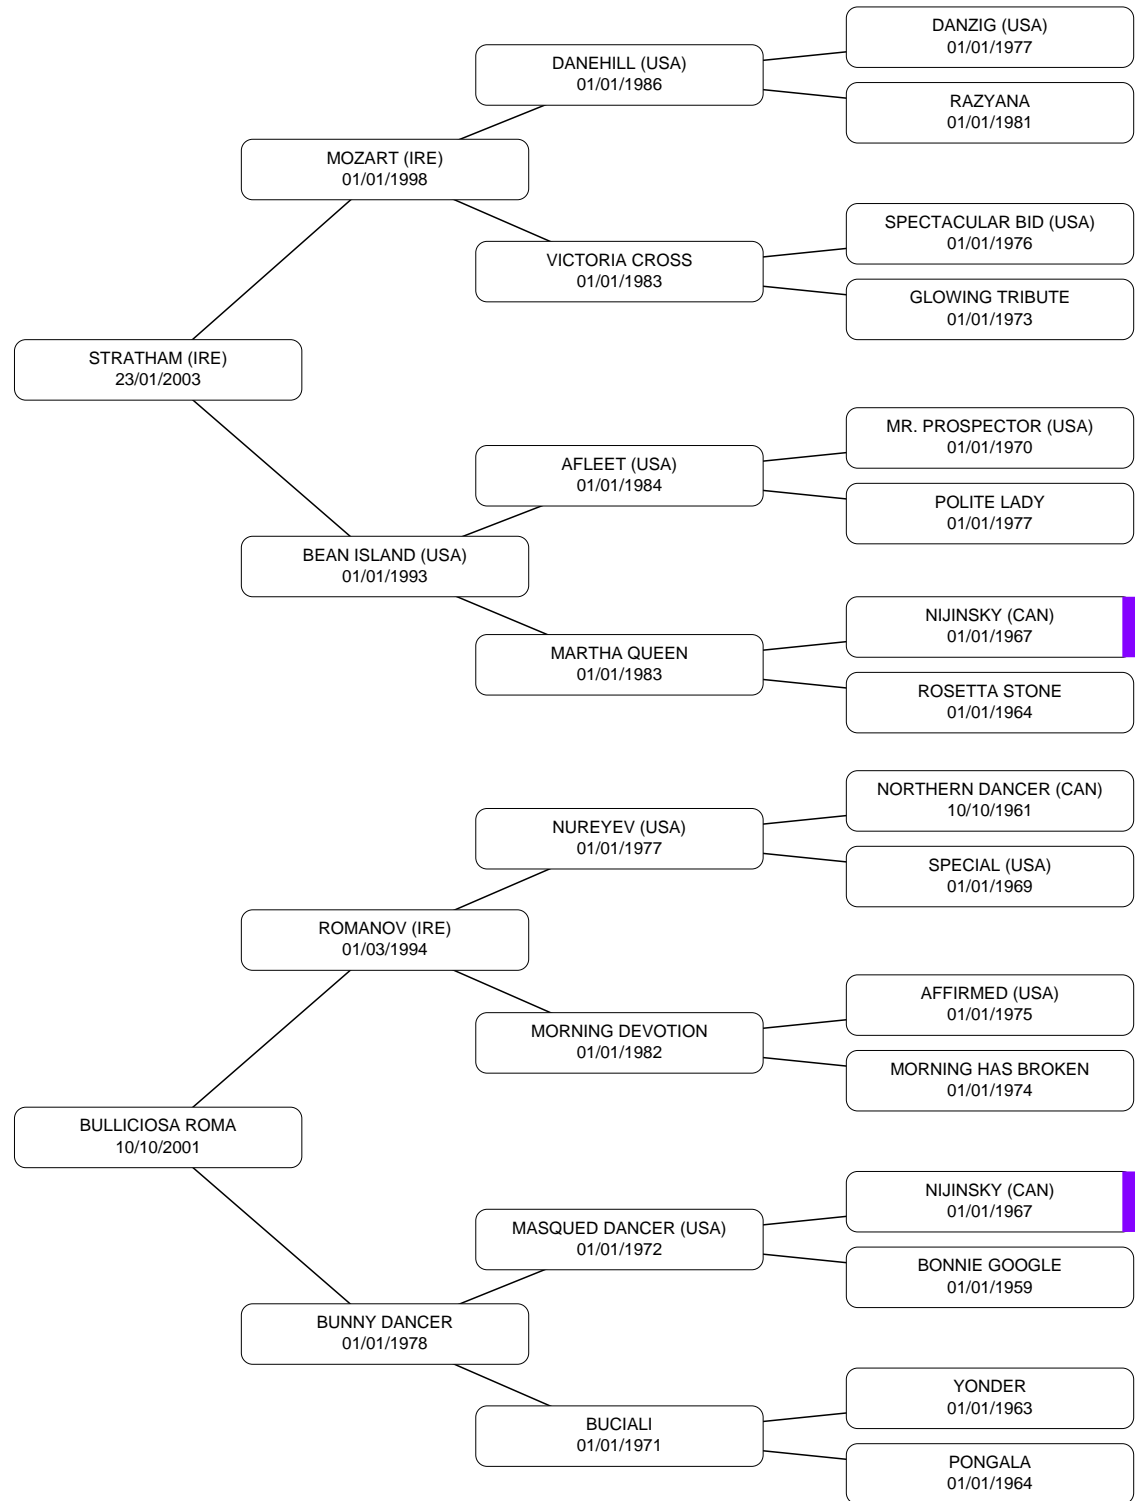 DANZIG (USA)
01/01/1977
DANEHILL (USA)
01/01/1986
RAZYANA
01/01/1981
MOZART (IRE)
01/01/1998
SPECTACULAR BID (USA)
01/01/1976
VICTORIA CROSS
01/01/1983
GLOWING TRIBUTE
01/01/1973
STRATHAM (IRE)
23/01/2003
MR. PROSPECTOR (USA)
01/01/1970
AFLEET (USA)
01/01/1984
POLITE LADY
01/01/1977
BEAN ISLAND (USA)
01/01/1993
NIJINSKY (CAN)
01/01/1967
MARTHA QUEEN
01/01/1983
ROSETTA STONE
01/01/1964
NORTHERN DANCER (CAN)
10/10/1961
NUREYEV (USA)
01/01/1977
SPECIAL (USA)
01/01/1969
ROMANOV (IRE)
01/03/1994
AFFIRMED (USA)
01/01/1975
MORNING DEVOTION
01/01/1982
MORNING HAS BROKEN
01/01/1974
BULLICIOSA ROMA
10/10/2001
NIJINSKY (CAN)
01/01/1967
MASQUED DANCER (USA)
01/01/1972
BONNIE GOOGLE
01/01/1959
BUNNY DANCER
01/01/1978
YONDER
01/01/1963
BUCIALI
01/01/1971
PONGALA
01/01/1964